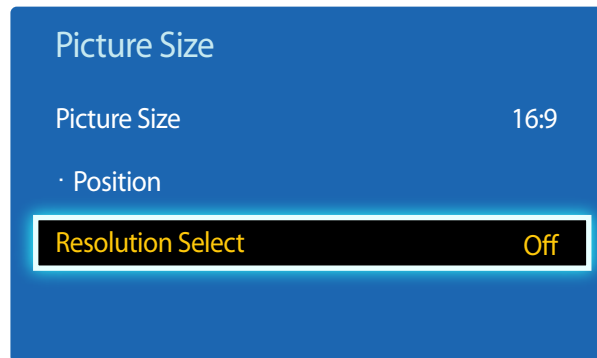 Picture Size
Picture Size 16:9
· Position
Resolution Select Off